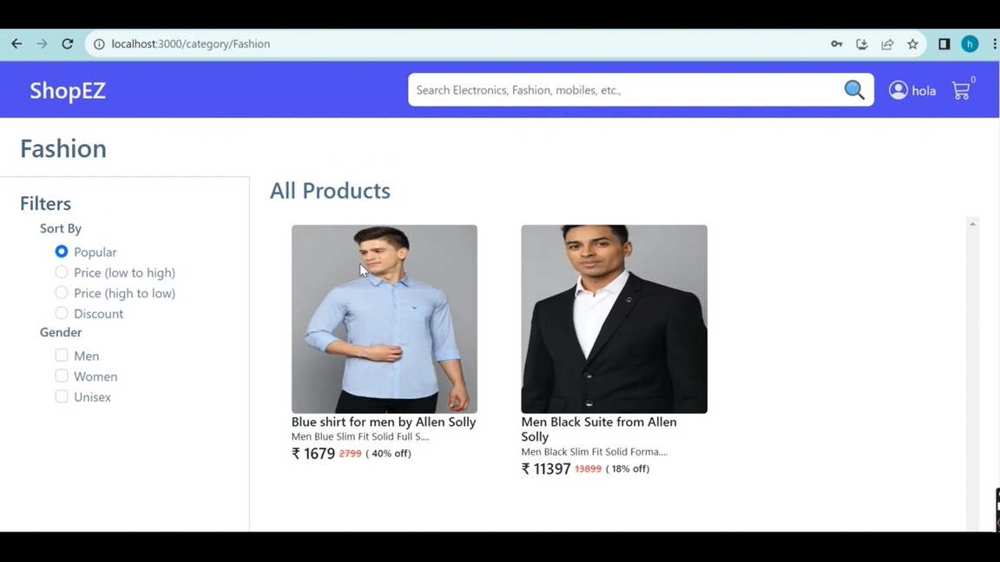 localhost:3000/category/Fashion
h
ShopEZ
Search Electronics, Fashion, mobiles, etc.,
hola
0
Fashion
Filters
Sort By
Popular
Price (low to high)
Price (high to low)
Discount
Gender
Men
Women
Unisex
All Products
Blue shirt for men by Allen Solly
Men Blue Slim Fit Solid Full S....
₹ 1679 2799 ( 40% off)
Men Black Suite from Allen
Solly
Men Black Slim Fit Solid Forma....
₹ 11397 13899 ( 18% off)